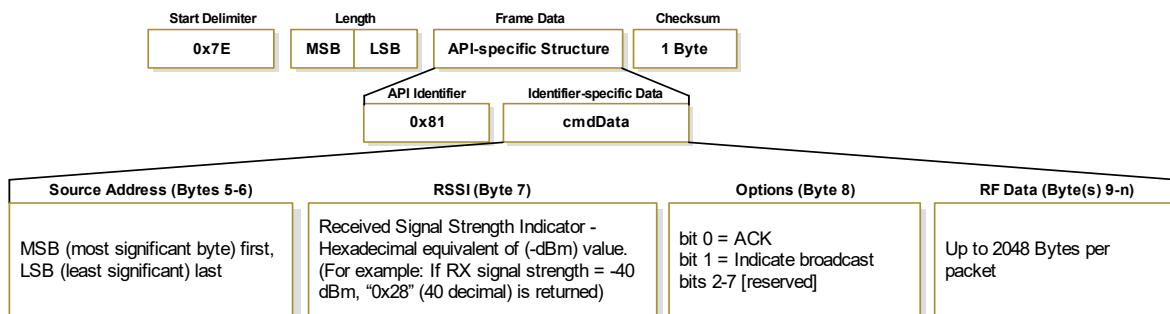 Start Delimiter
Length
Frame Data
Checksum
0x7E
MSB
LSB
API-specific Structure
1 Byte
API Identifier
Identifier-specific Data
0x81
cmdData
Source Address (Bytes 5-6)
MSB (most significant byte) first,
LSB (least significant) last
RSSI (Byte 7)
Received Signal Strength Indicator -
Hexadecimal equivalent of (-dBm) value.
(For example: If RX signal strength = -40
dBm, “0x28” (40 decimal) is returned)
Options (Byte 8)
bit 0 = ACK
bit 1 = Indicate broadcast
bits 2-7 [reserved]
RF Data (Byte(s) 9-n)
Up to 2048 Bytes per
packet